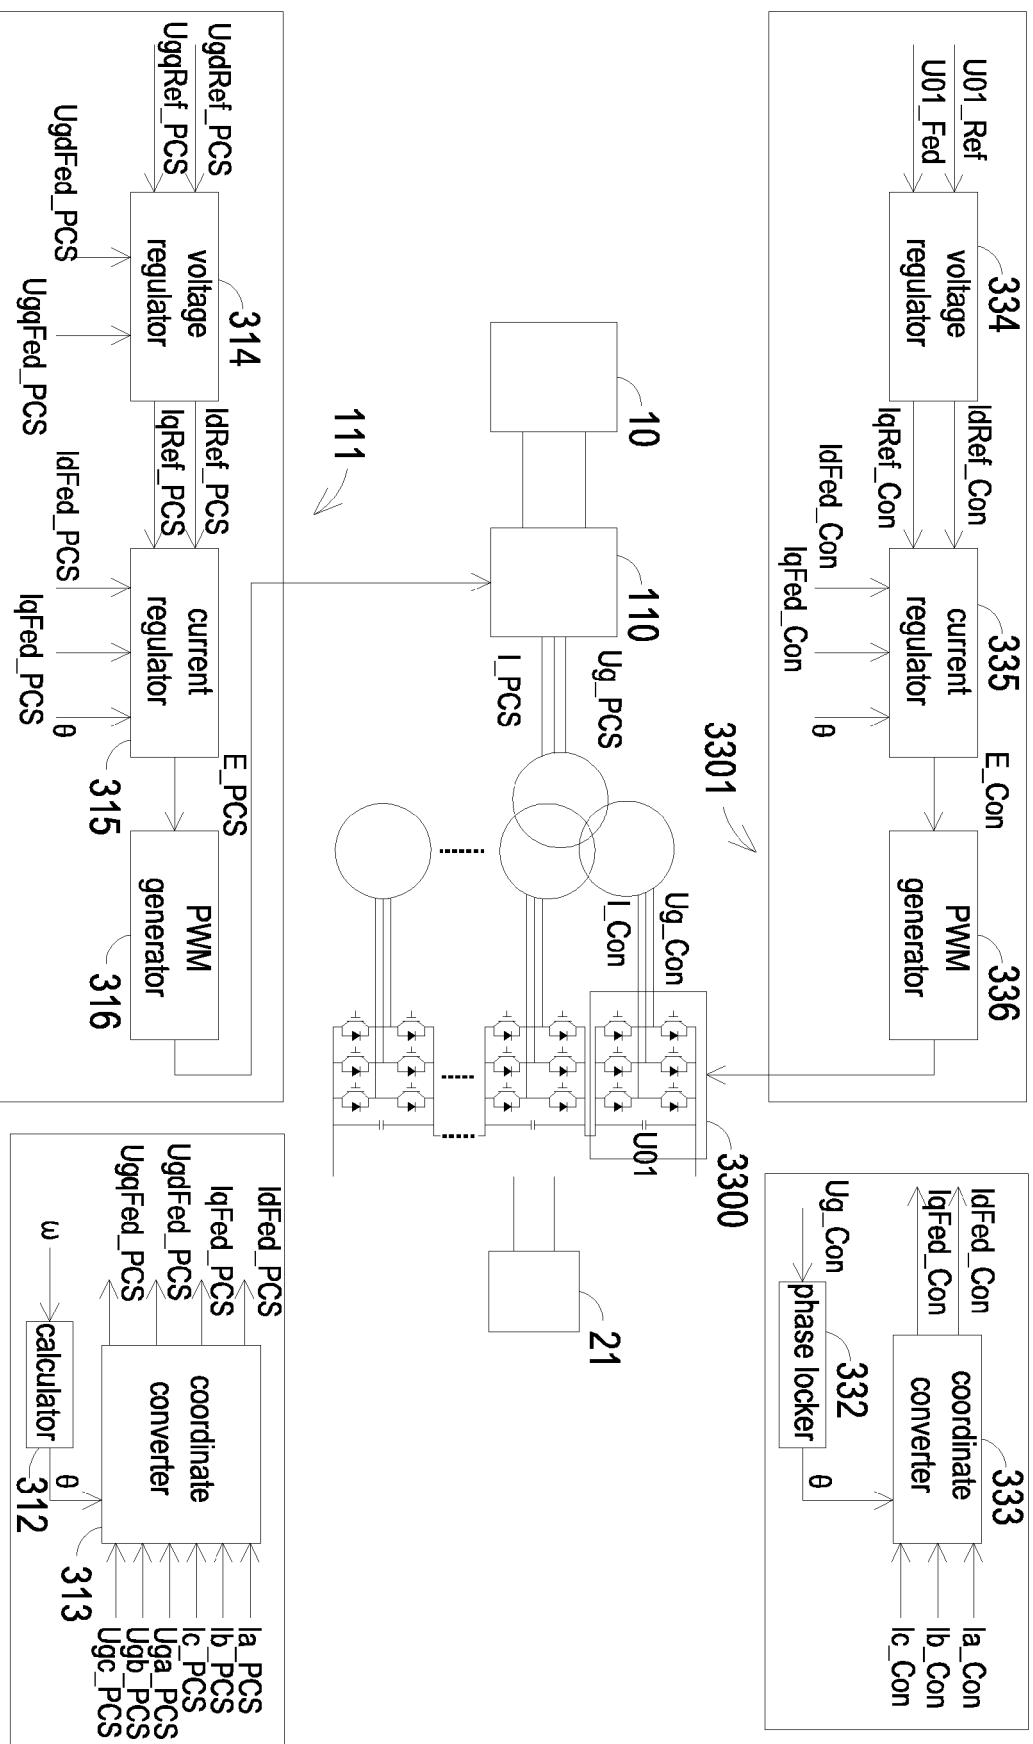 U01_Ref
U01_Fed
voltage
regulator
334
IdRef_Con
IqRef_Con
IdFed_Con
IqFed_Con
θ
current
regulator
335
E_Con
PWM
generator
336
IdFed_Con
IqFed_Con
coordinate
converter
333
Ia_Con
Ib_Con
Ic_Con
Ug_Con
phase locker
332
θ
3301
10
110
Ug_PCS
I_PCS
Ug_Con
I_Con
U01
3300
21
111
UgdRef_PCS
UgqRef_PCS
voltage
regulator
314
UgdFed_PCS
UgqFed_PCS
IdRef_PCS
IqRef_PCS
IdFed_PCS
IqFed_PCS
θ
current
regulator
315
E_PCS
PWM
generator
316
IdFed_PCS
IqFed_PCS
UgdFed_PCS
UgqFed_PCS
coordinate
converter
313
ω
calculator
312
θ
Ia_PCS
Ib_PCS
Ic_PCS
Uga_PCS
Ugb_PCS
Ugc_PCS